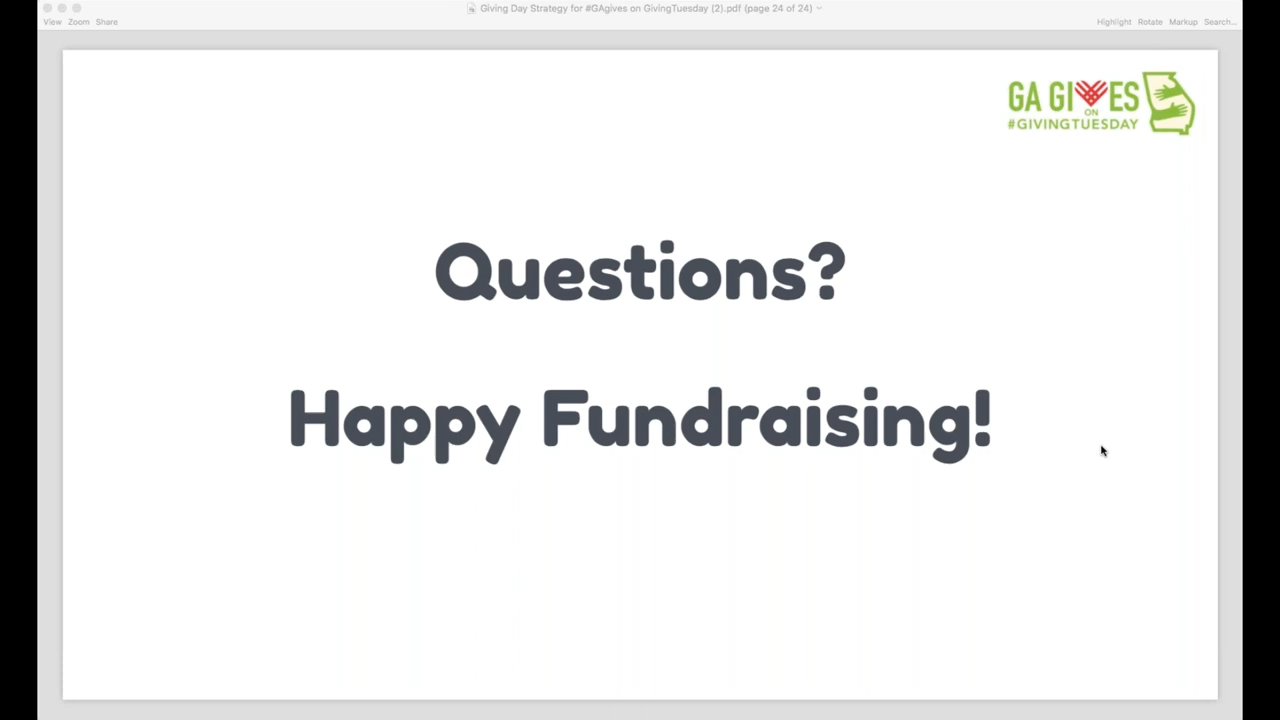 Giving Day Strategy for #GAgives on GivingTuesday (2).pdf (page 24 of 24)
View Zoom Share
Highlight Rotate Markup Search...
GA GIVES
ON
#GIVINGTUESDAY
Questions?
Happy Fundraising!